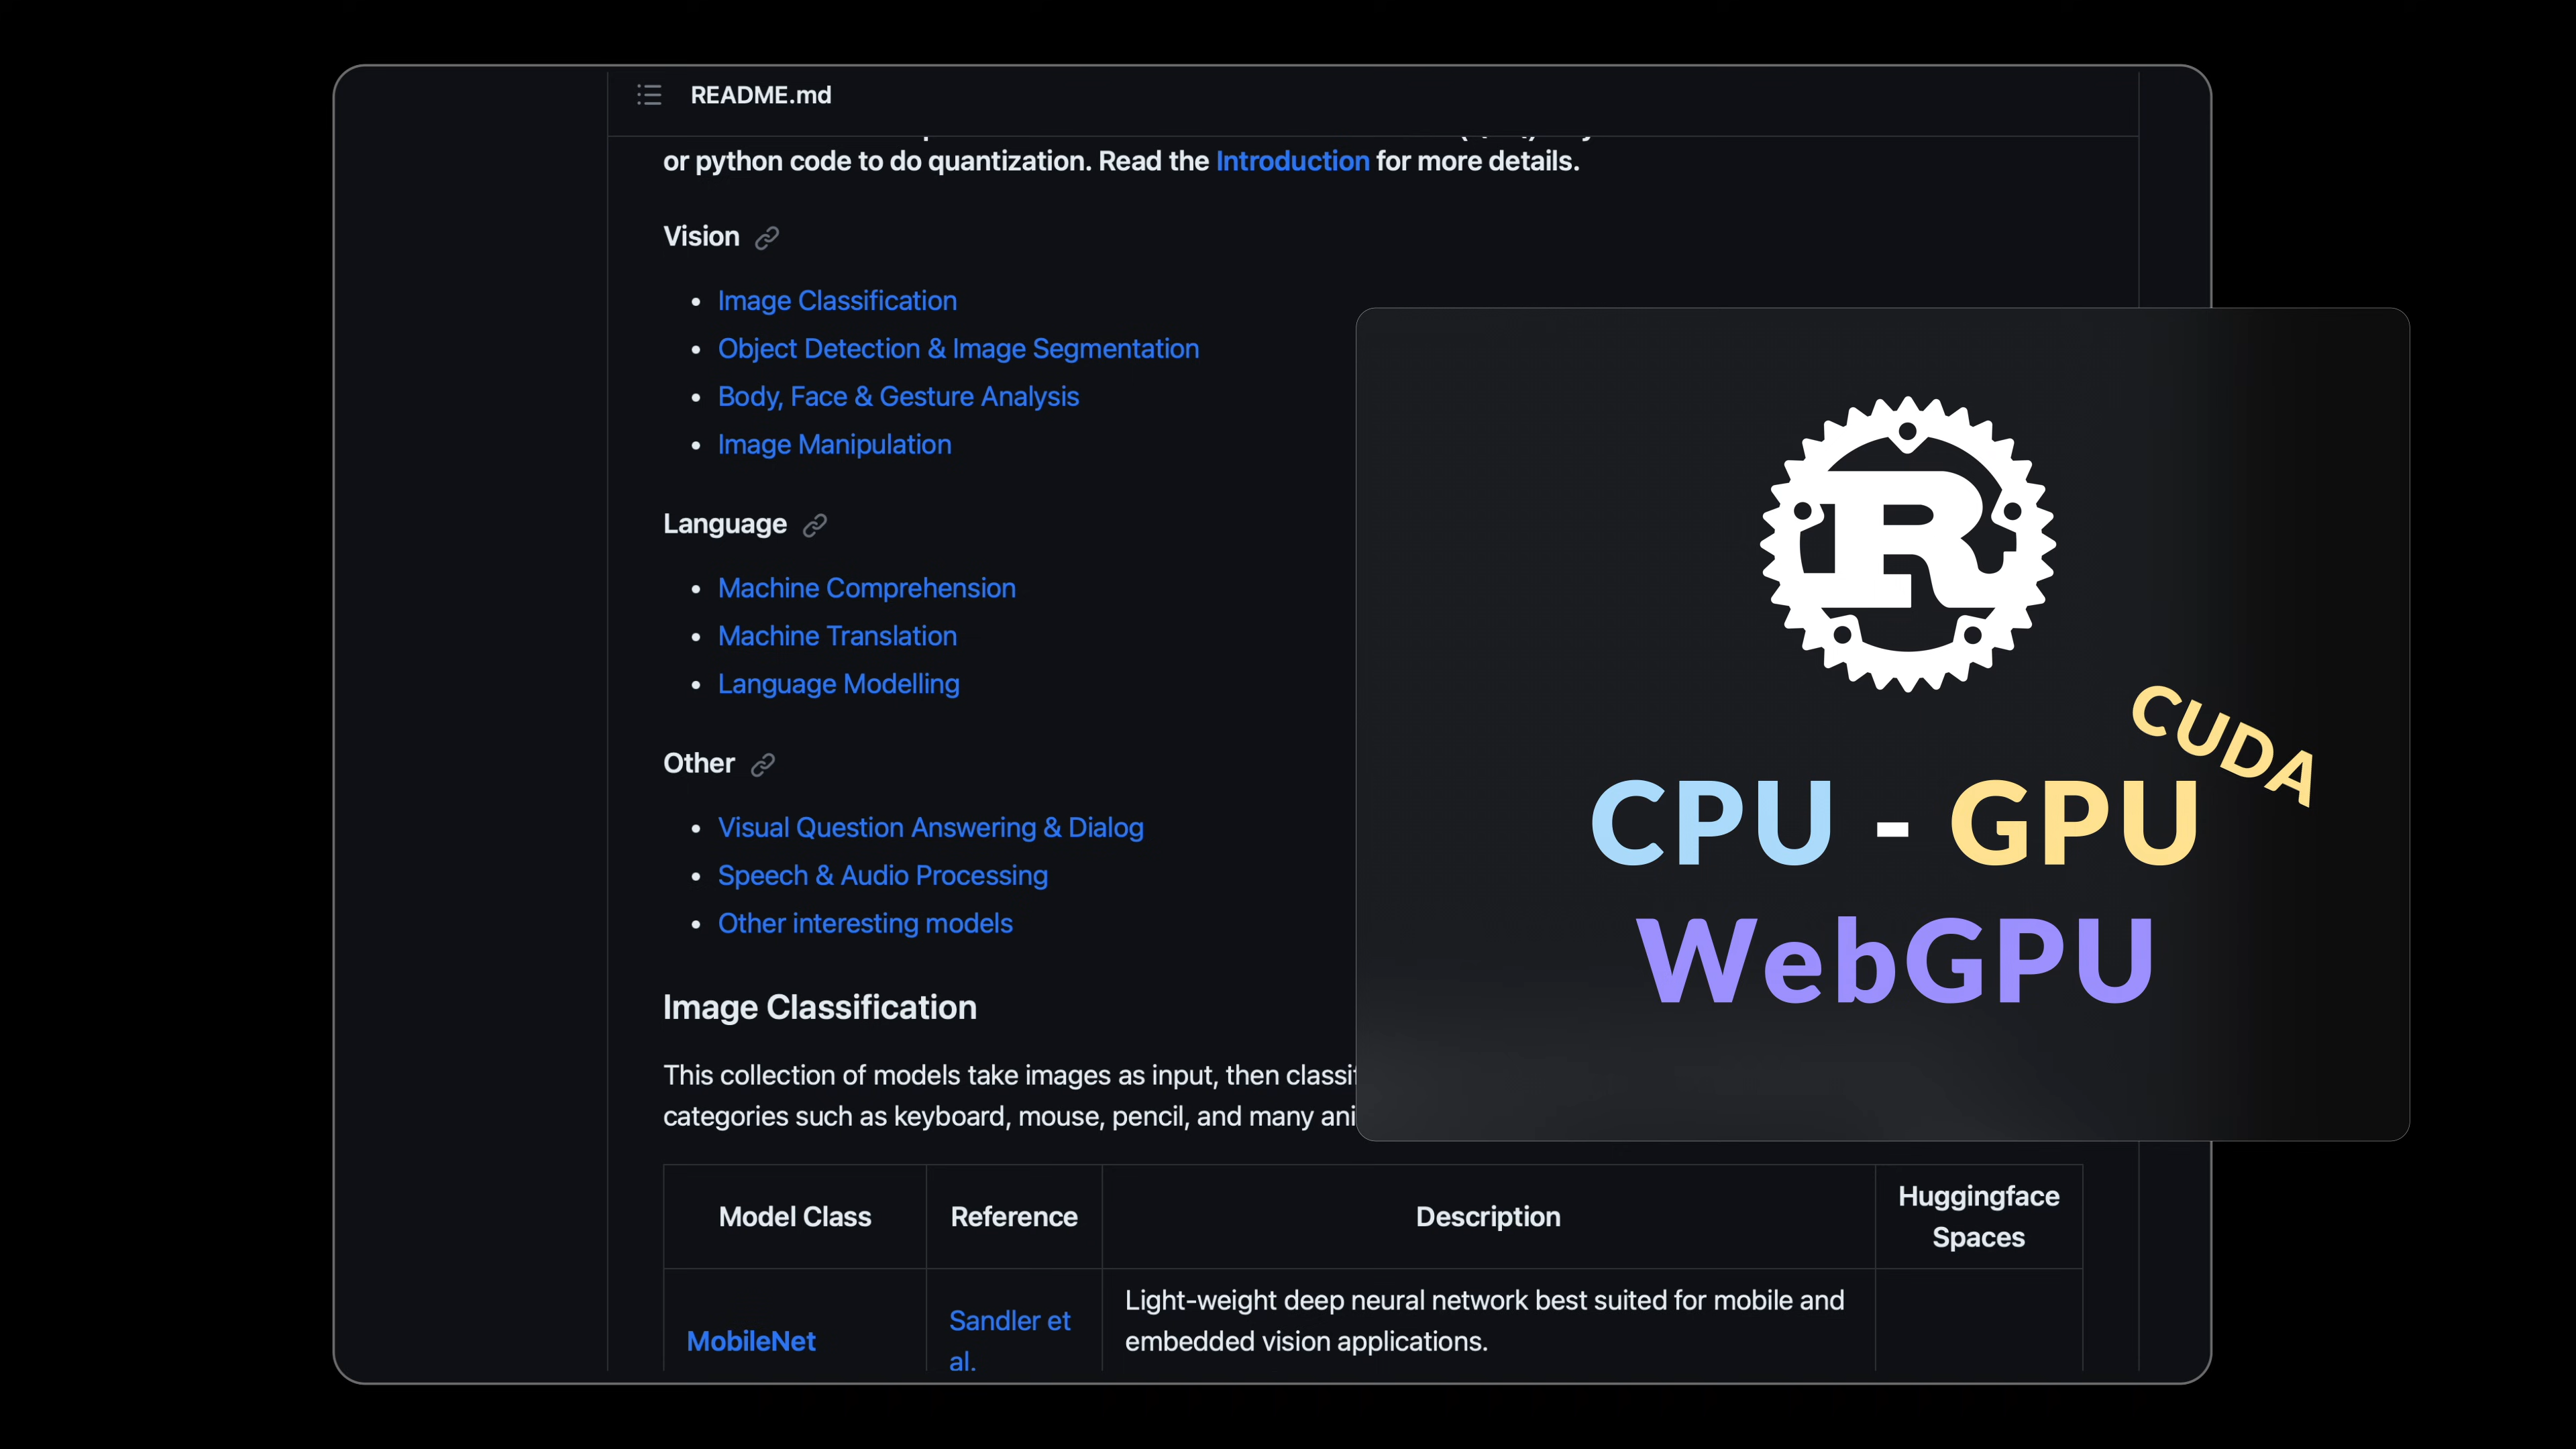 README.md
or python code to do quantization. Read the Introduction for more details.
Vision
Image Classification
Object Detection & Image Segmentation
Body, Face & Gesture Analysis
Image Manipulation
Language
Machine Comprehension
Machine Translation
Language Modelling
Other
Visual Question Answering & Dialog
Speech & Audio Processing
Other interesting models
Image Classification
This collection of models take images as input, then
categories such as keyboard, mouse, pencil, and many
Model Class
Reference
Description
Huggingface
Spaces
MobileNet
Sandler et
al.
Light-weight deep neural network best suited for mobile and
embedded vision applications.
R
CUDA
CPU - GPU
WebGPU